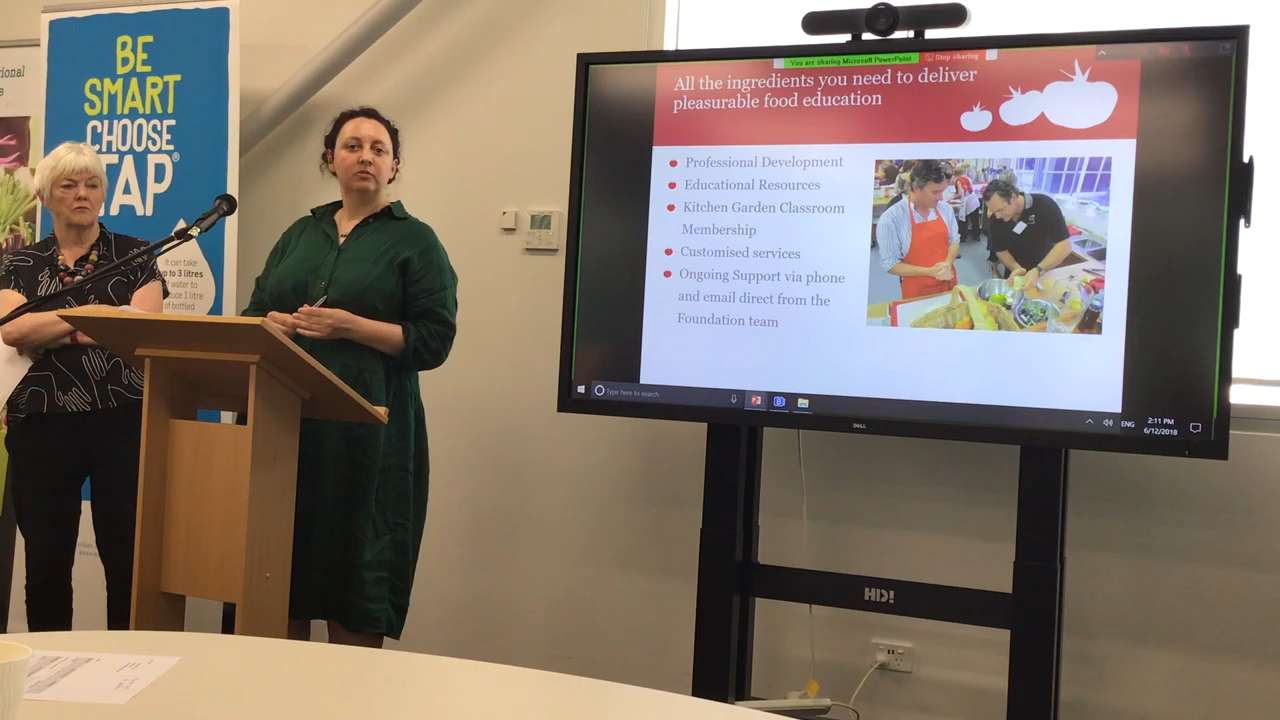 ional
e
BE
SMART
CHOOSE
TAP®
It can take
up to 3 litres
of water to
produce 1 litre
of bottled
You are sharing Microsoft PowerPoint
Stop sharing
All the ingredients you need to deliver
pleasurable food education
Professional Development
Educational Resources
Kitchen Garden Classroom
Membership
Customised services
Ongoing Support via phone
and email direct from the
Foundation team
Type here to search
ENG
2:11 PM
6/12/2018
DELL
HD!